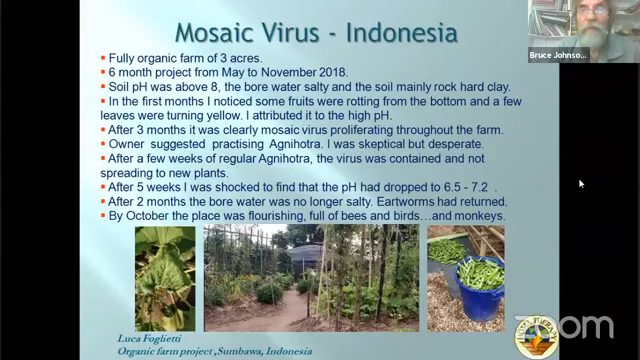 Mosaic Virus - Indonesia
Bruce Johnso...
▪ Fully organic farm of 3 acres.
▪ 6 month project from May to November 2018.
▪ Soil pH was above 8, the bore water salty and the soil mainly rock hard clay.
▪ In the first months I noticed some fruits were rotting from the bottom and a few
leaves were turning yellow. I attributed it to the high pH.
▪ After 3 months it was clearly mosaic virus proliferating throughout the farm.
▪ Owner suggested practising Agnihotra. I was skeptical but desperate.
▪ After a few weeks of regular Agnihotra, the virus was contained and not
spreading to new plants.
▪ After 5 weeks I was shocked to find that the pH had dropped to 6.5 - 7.2 .
▪ After 2 months the bore water was no longer salty. Eartworms had returned.
▪ By October the place was flourishing, full of bees and birds…and monkeys.
zoom
Luca Foglietti
Organic farm project ,Sumbawa, Indonesia